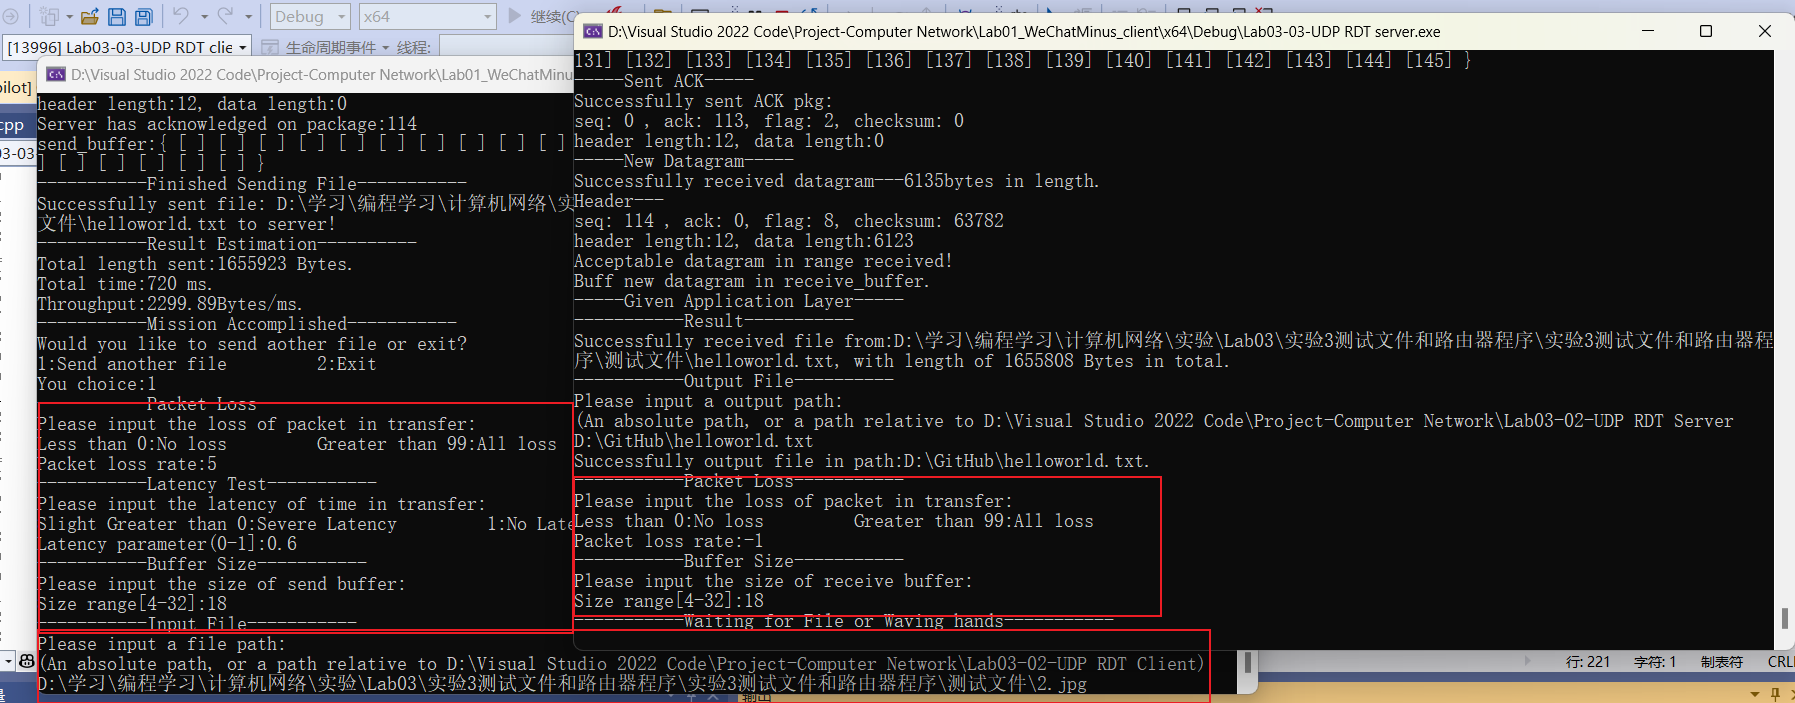 Debug
x64
继续(C)
[13996] Lab03-03-UDP RDT clie
生命周期事件
线程:
pilot]
cpp
03-03
D:\Visual Studio 2022 Code\Project-Computer Network\Lab01_WeChatMinus
header length:12, data length:0
Server has acknowledged on package:114
send_buffer:{ [ ] [ ] [ ] [ ] [ ] [ ] [ ] [ ] [ ] [ ]
] [ ] [ ] [ ] [ ] [ ] }
-----------Finished Sending File-----------
Successfully sent file: D:\学习\编程学习\计算机网络\实
文件\helloworld.txt to server!
-----------Result Estimation----------
Total length sent:1655923 Bytes.
Total time:720 ms.
Throughput:2299.89Bytes/ms.
-----------Mission Accomplished-----------
Would you like to send aother file or exit?
1:Send another file         2:Exit
You choice:1
Packet Loss
Please input the loss of packet in transfer:
Less than 0:No loss         Greater than 99:All loss
Packet loss rate:5
-----------Latency Test-----------
Please input the latency of time in transfer:
Slight Greater than 0:Severe Latency         1:No Late
Latency parameter(0-1]:0.6
-----------Buffer Size-----------
Please input the size of send buffer:
Size range[4-32]:18
-----------Input File-----------
Please input a file path:
(An absolute path, or a path relative to D:\Visual Studio 2022 Code\Project-Computer Network\Lab03-02-UDP RDT Client)
D:\学习\编程学习\计算机网络\实验\Lab03\实验3测试文件和路由器程序\实验3测试文件和路由器程序\测试文件\2.jpg
D:\Visual Studio 2022 Code\Project-Computer Network\Lab01_WeChatMinus_client\x64\Debug\Lab03-03-UDP RDT server.exe
131] [132] [133] [134] [135] [136] [137] [138] [139] [140] [141] [142] [143] [144] [145] }
-----Sent ACK-----
Successfully sent ACK pkg:
seq: 0 , ack: 113, flag: 2, checksum: 0
header length:12, data length:0
-----New Datagram-----
Successfully received datagram---6135bytes in length.
Header---
seq: 114 , ack: 0, flag: 8, checksum: 63782
header length:12, data length:6123
Acceptable datagram in range received!
Buff new datagram in receive_buffer.
-----Given Application Layer-----
-----------Result-----------
Successfully received file from:D:\学习\编程学习\计算机网络\实验\Lab03\实验3测试文件和路由器程序\实验3测试文件和路由器程
序\测试文件\helloworld.txt, with length of 1655808 Bytes in total.
-----------Output File----------
Please input a output path:
(An absolute path, or a path relative to D:\Visual Studio 2022 Code\Project-Computer Network\Lab03-02-UDP RDT Server
D:\GitHub\helloworld.txt
Successfully output file in path:D:\GitHub\helloworld.txt.
-----------Packet Loss-----------
Please input the loss of packet in transfer:
Less than 0:No loss         Greater than 99:All loss
Packet loss rate:-1
-----------Buffer Size-----------
Please input the size of receive buffer:
Size range[4-32]:18
-----------Waiting for File or Waving hands-----------
行: 221
字符: 1
制表符
CRLI